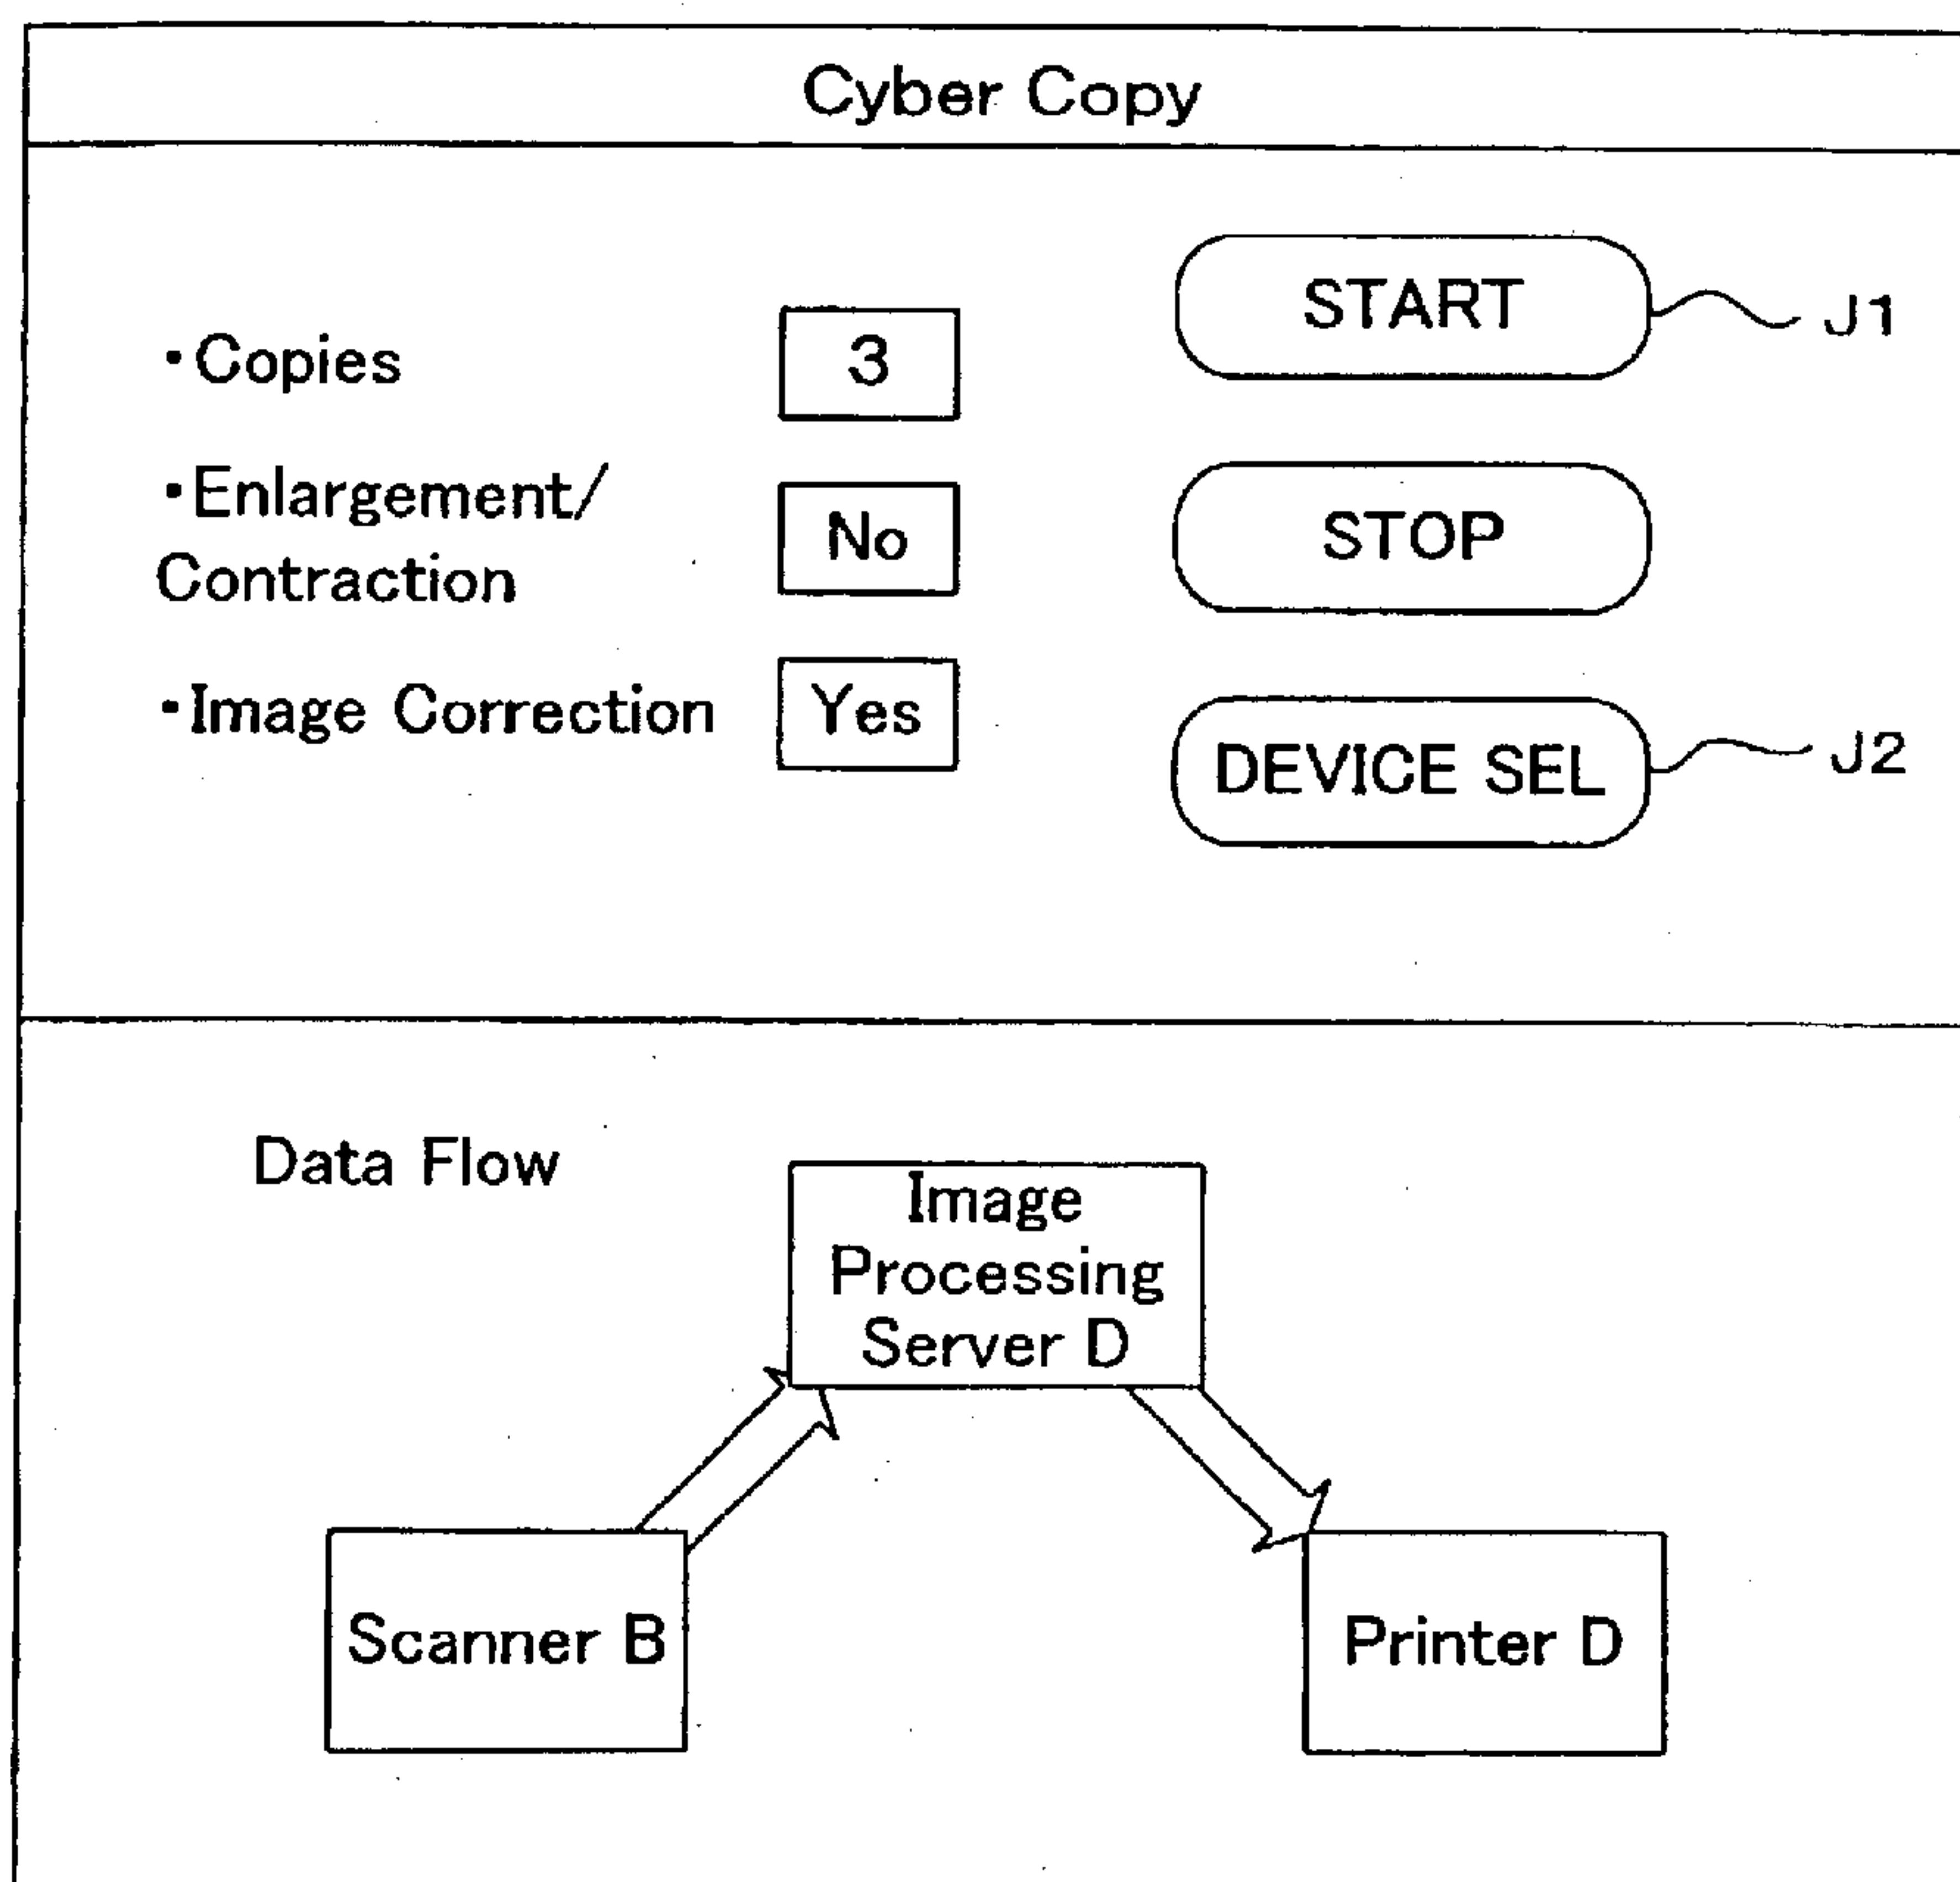 Cyber Copy
•Copies
3
•Enlargement/
Contraction
No
•Image Correction
Yes
START
J1
STOP
DEVICE SEL
J2
Data Flow
Image
Processing
Server D
Scanner B
Printer D